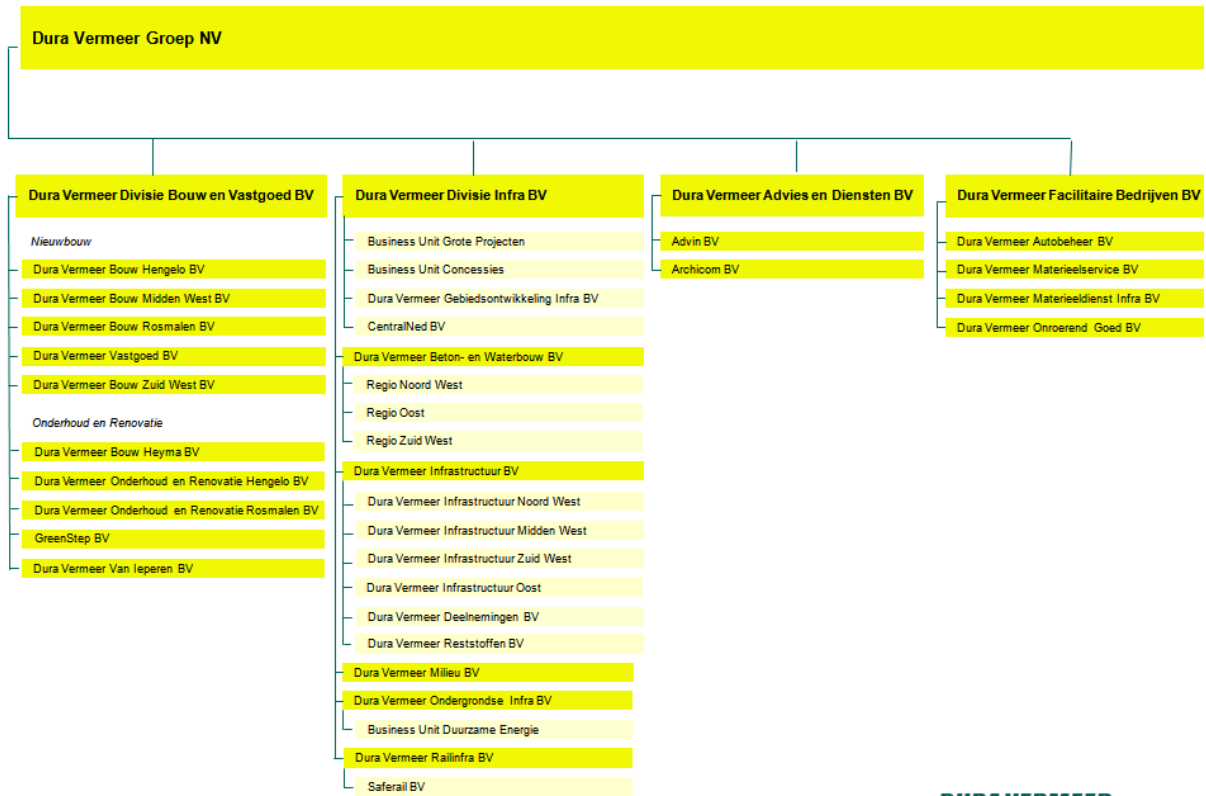 Dura Vermeer Groep NV
Dura Vermeer Divisie Bouw en Vastgoed BV
Nieuwbouw
Dura Vermeer Bouw Hengelo BV
Dura Vermeer Bouw Midden West BV
Dura Vermeer Bouw Rosmalen BV
Dura Vermeer Vastgoed BV
Dura Vermeer Bouw Zuid West BV
Onderhoud en Renovatie
Dura Vermeer Bouw Heyma BV
Dura Vermeer Onderhoud en Renovatie Hengelo BV
Dura Vermeer Onderhoud en Renovatie Rosmalen BV
GreenStep BV
Dura Vermeer Van Ieperen BV
Dura Vermeer Divisie Infra BV
Business Unit Grote Projecten
Business Unit Concessies
Dura Vermeer Gebiedsontwikkeling Infra BV
CentralNed BV
Dura Vermeer Beton- en Waterbouw BV
Regio Noord West
Regio Oost
Regio Zuid West
Dura Vermeer Infrastructuur BV
Dura Vermeer Infrastructuur Noord West
Dura Vermeer Infrastructuur Midden West
Dura Vermeer Infrastructuur Zuid West
Dura Vermeer Infrastructuur Oost
Dura Vermeer Deelnemingen BV
Dura Vermeer Reststoffen BV
Dura Vermeer Milieu BV
Dura Vermeer Ondergrondse Infra BV
Business Unit Duurzame Energie
Dura Vermeer Railinfra BV
Saferail BV
Dura Vermeer Advies en Diensten BV
Advin BV
Archicom BV
Dura Vermeer Facilitaire Bedrijven BV
Dura Vermeer Autobeheer BV
Dura Vermeer Materieelservice BV
Dura Vermeer Materieeldienst Infra BV
Dura Vermeer Onroerend Goed BV
DURA VERMEER